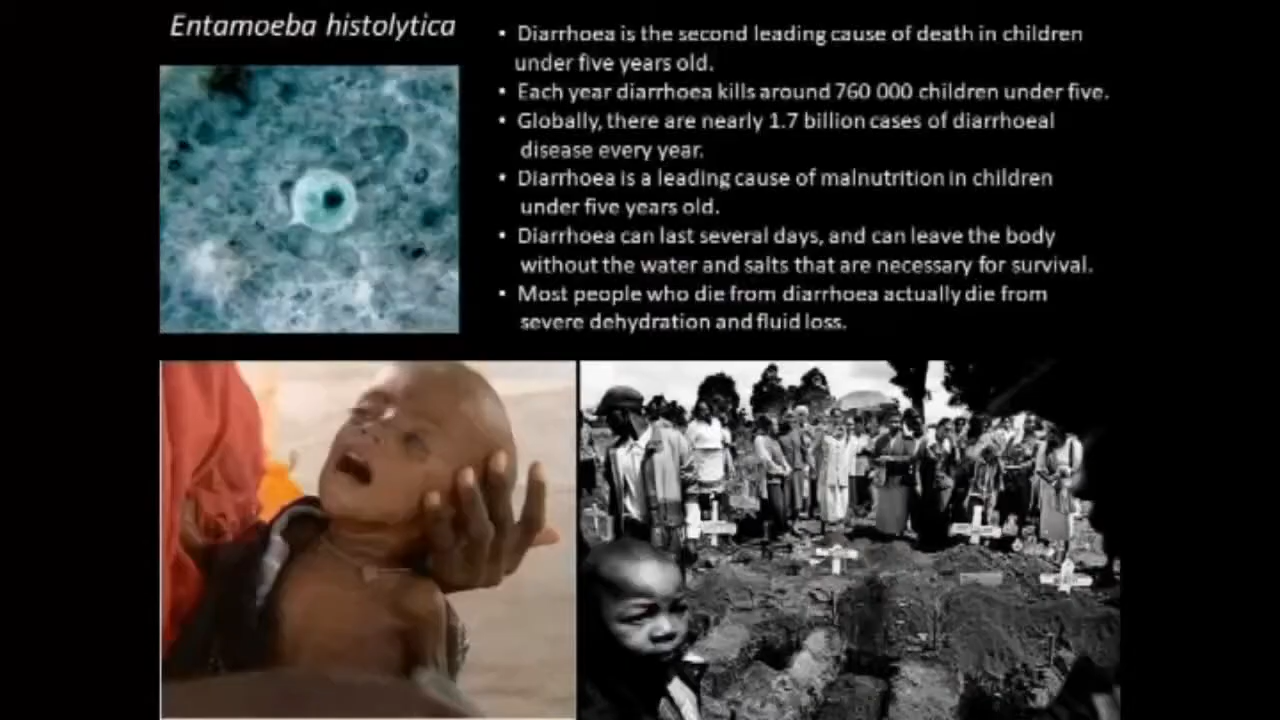 Entamoeba histolytica
• Diarrhoea is the second leading cause of death in children
under five years old.
• Each year diarrhoea kills around 760 000 children under five.
• Globally, there are nearly 1.7 billion cases of diarrhoeal
disease every year.
• Diarrhoea is a leading cause of malnutrition in children
under five years old.
• Diarrhoea can last several days, and can leave the body
without the water and salts that are necessary for survival.
• Most people who die from diarrhoea actually die from
severe dehydration and fluid loss.